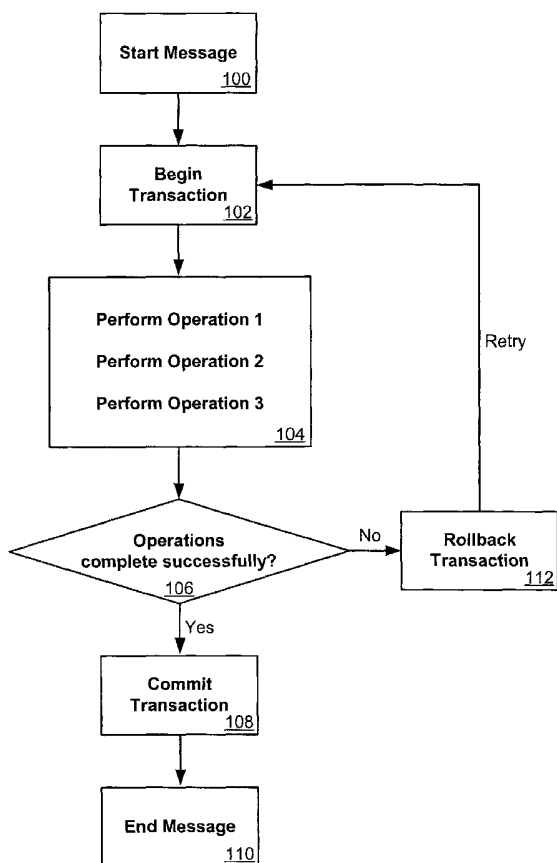 Start Message
100
Begin
Transaction
102
Perform Operation 1
Perform Operation 2
Perform Operation 3
104
Retry
Operations
complete successfully?
106
No
Rollback
Transaction
112
Yes
Commit
Transaction
108
End Message
110